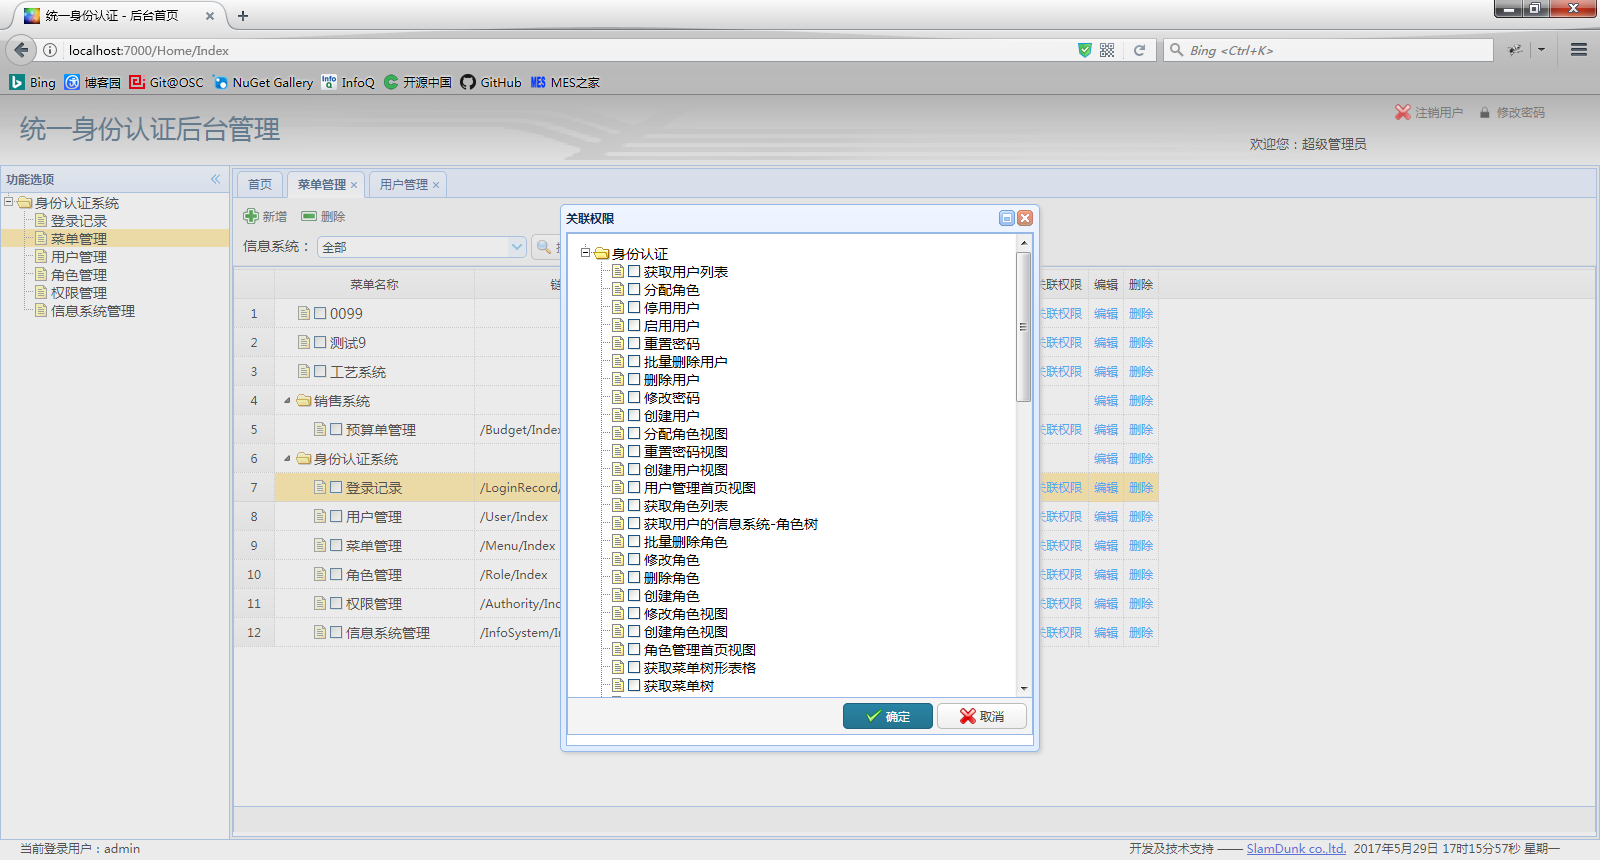 统一身份认证 - 后台首页
localhost:7000/Home/Index
Bing <Ctrl+K>
Bing 博客园 Git@OSC NuGet Gallery InfoQ 开源中国 GitHub MES MES之家
统一身份认证后台管理
注销用户 修改密码
欢迎您：超级管理员
功能选项
身份认证系统
登录记录
菜单管理
用户管理
角色管理
权限管理
信息系统管理
首页 菜单管理 用户管理
新增 删除
信息系统： 全部
菜单名称 链 关联权限 编辑 删除
1 0099 关联权限 编辑 删除
2 测试9 关联权限 编辑 删除
3 工艺系统 关联权限 编辑 删除
4 销售系统 编辑 删除
5 预算单管理 /Budget/Index 关联权限 编辑 删除
6 身份认证系统 编辑 删除
7 登录记录 /LoginRecord/ 关联权限 编辑 删除
8 用户管理 /User/Index 关联权限 编辑 删除
9 菜单管理 /Menu/Index 关联权限 编辑 删除
10 角色管理 /Role/Index 关联权限 编辑 删除
11 权限管理 /Authority/Ind 关联权限 编辑 删除
12 信息系统管理 /InfoSystem/In 关联权限 编辑 删除
关联权限
身份认证
获取用户列表
分配角色
停用用户
启用用户
重置密码
批量删除用户
删除用户
修改密码
创建用户
分配角色视图
重置密码视图
创建用户视图
用户管理首页视图
获取角色列表
获取用户的信息系统-角色树
批量删除角色
修改角色
删除角色
创建角色
修改角色视图
创建角色视图
角色管理首页视图
获取菜单树形表格
获取菜单树
确定 取消
当前登录用户：admin
开发及技术支持 —— SlamDunk co.,ltd. 2017年5月29日 17时15分57秒 星期一